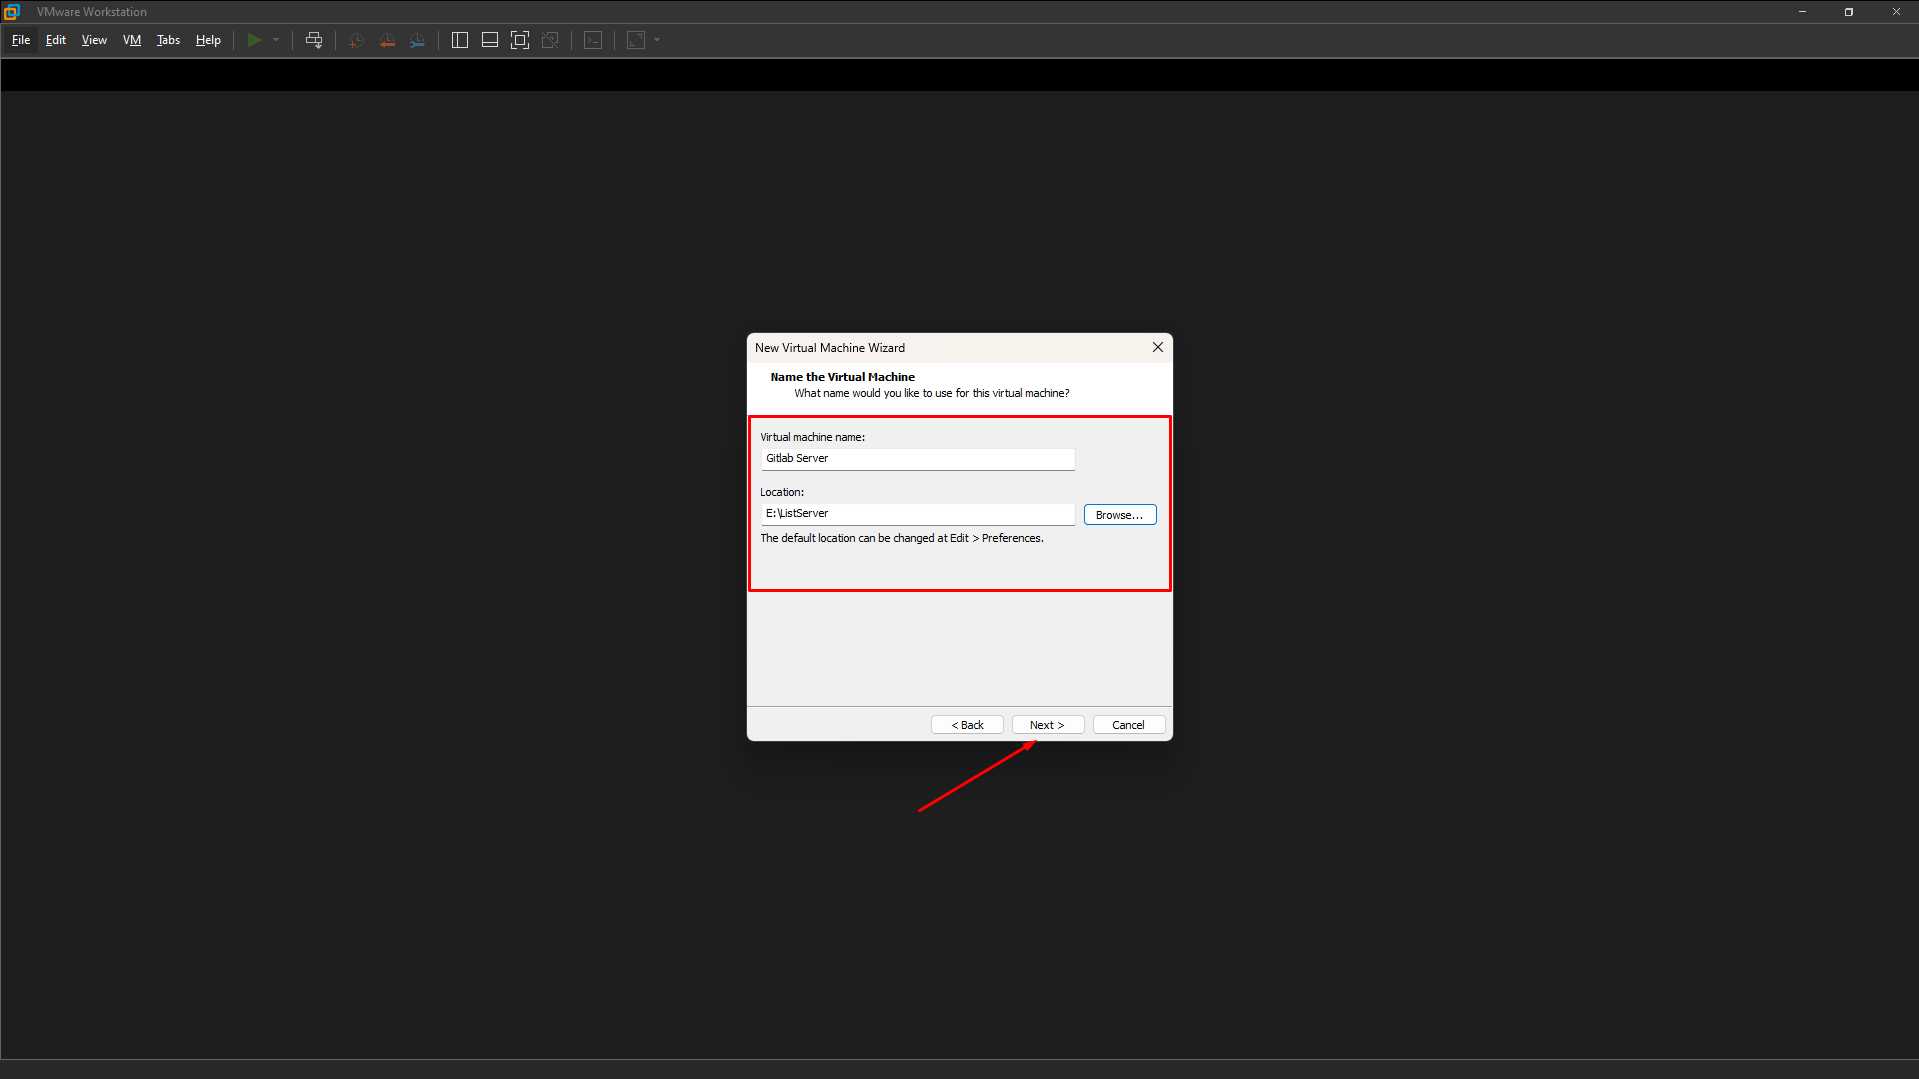 VMware Workstation
File Edit View VM Tabs Help
New Virtual Machine Wizard
Name the Virtual Machine
What name would you like to use for this virtual machine?
Virtual machine name:
Gitlab Server
Location:
E:\ListServer
Browse...
The default location can be changed at Edit > Preferences.
< Back Next > Cancel